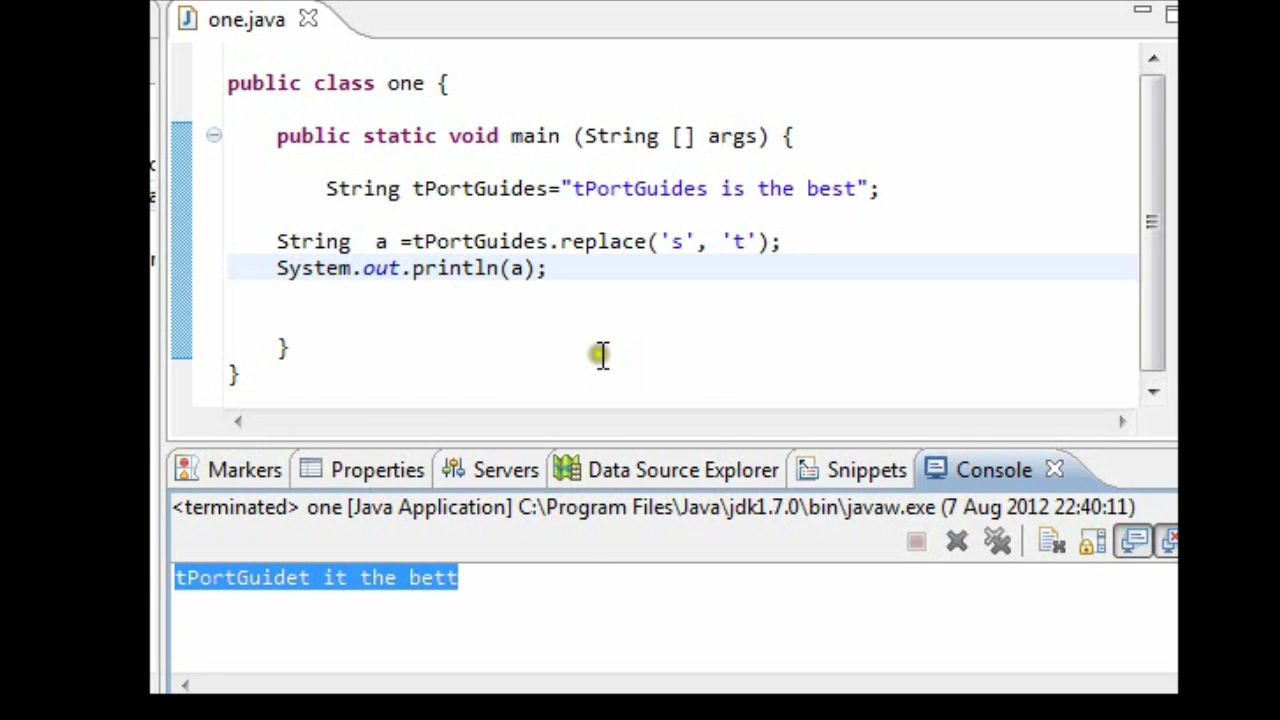 one.java
public class one {
public static void main (String [] args) {
String tPortGuides="tPortGuides is the best";
String  a =tPortGuides.replace('s', 't');
System.out.println(a);
}
}
Markers Properties Servers Data Source Explorer Snippets Console
<terminated> one [Java Application] C:\Program Files\Java\jdk1.7.0\bin\javaw.exe (7 Aug 2012 22:40:11)
tPortGuidet it the bett